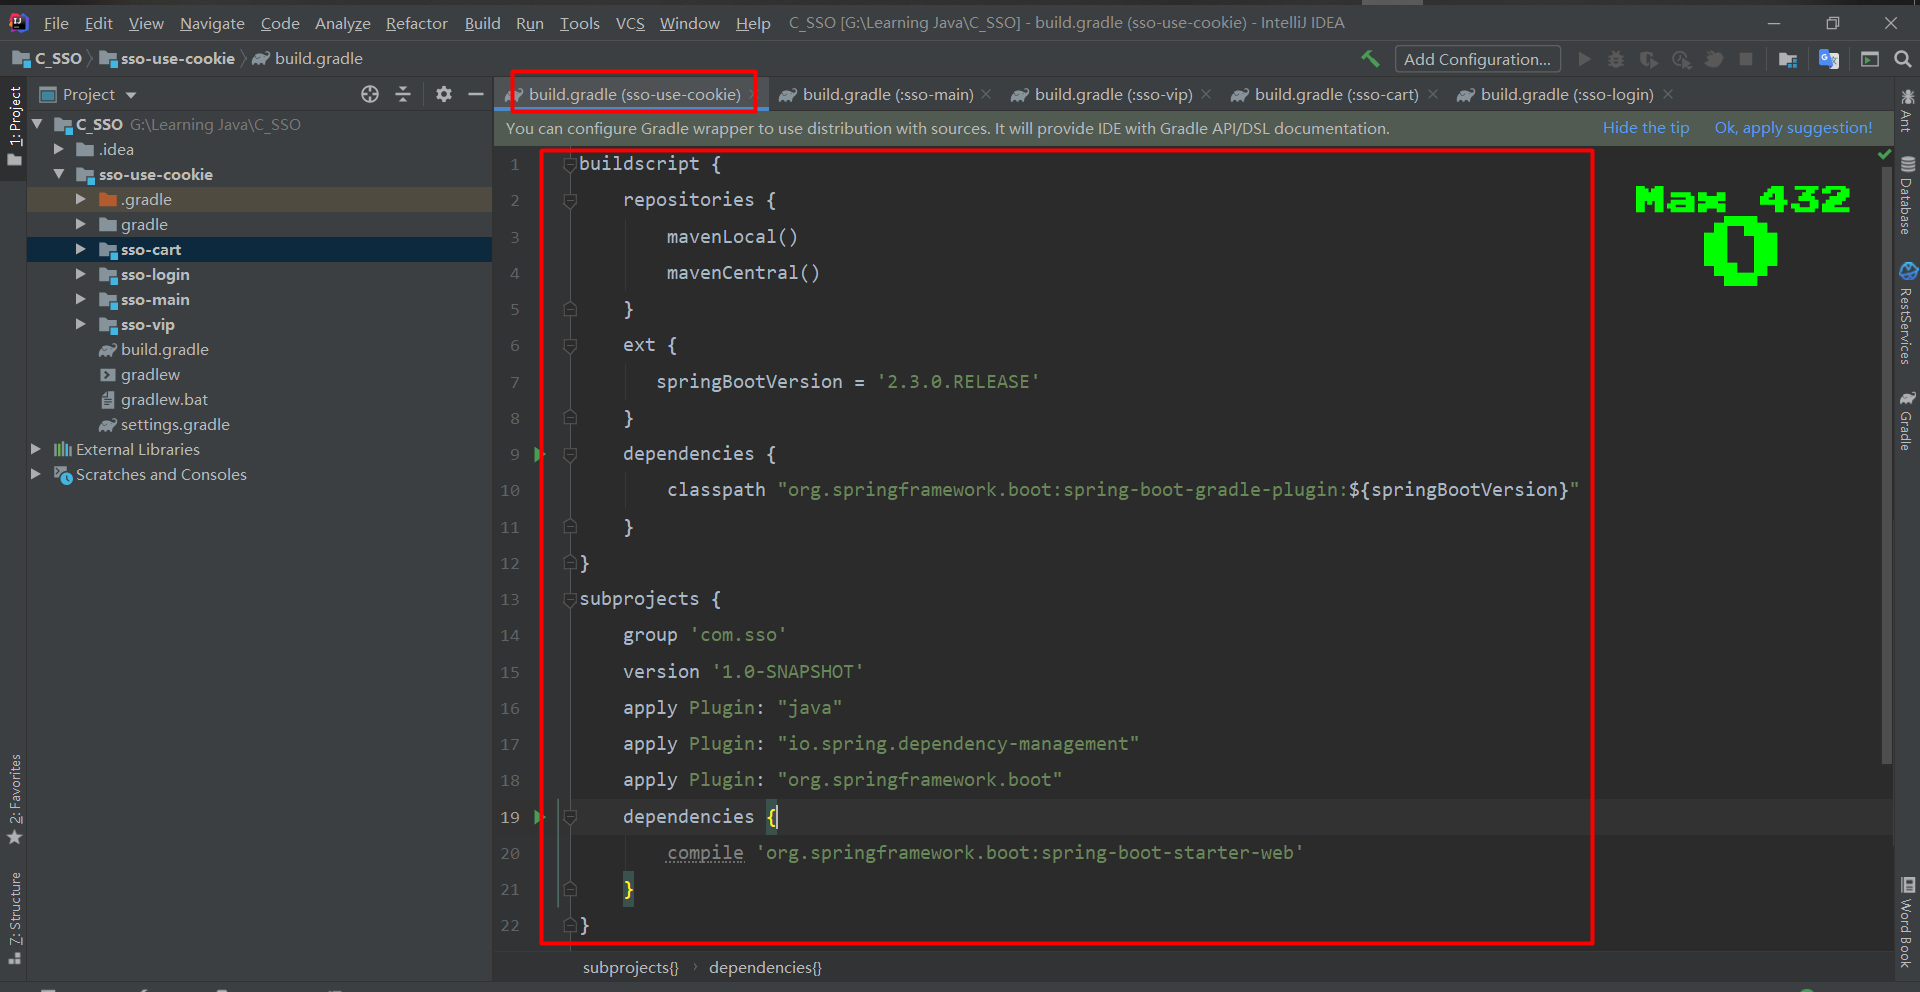 File Edit View Navigate Code Analyze Refactor Build Run Tools VCS Window Help C_SSO [G:\Learning Java\C_SSO] - build.gradle (sso-use-cookie) - IntelliJ IDEA
C_SSO sso-use-cookie build.gradle Add Configuration...
Project
build.gradle (sso-use-cookie) build.gradle (:sso-main) build.gradle (:sso-vip) build.gradle (:sso-cart) build.gradle (:sso-login)
You can configure Gradle wrapper to use distribution with sources. It will provide IDE with Gradle API/DSL documentation. Hide the tip Ok, apply suggestion!
1: Project
2: Favorites
7: Structure
C_SSO G:\Learning Java\C_SSO
.idea
sso-use-cookie
.gradle
gradle
sso-cart
sso-login
sso-main
sso-vip
build.gradle
gradlew
gradlew.bat
settings.gradle
External Libraries
Scratches and Consoles
1 buildscript {
2 repositories {
3 mavenLocal()
4 mavenCentral()
5 }
6 ext {
7 springBootVersion = '2.3.0.RELEASE'
8 }
9 dependencies {
10 classpath "org.springframework.boot:spring-boot-gradle-plugin:${springBootVersion}"
11 }
12 }
13 subprojects {
14 group 'com.sso'
15 version '1.0-SNAPSHOT'
16 apply Plugin: "java"
17 apply Plugin: "io.spring.dependency-management"
18 apply Plugin: "org.springframework.boot"
19 dependencies {
20 compile 'org.springframework.boot:spring-boot-starter-web'
21 }
22 }
subprojects{} › dependencies{}
Max 432
0
Ant
Database
RestServices
Gradle
Word Book